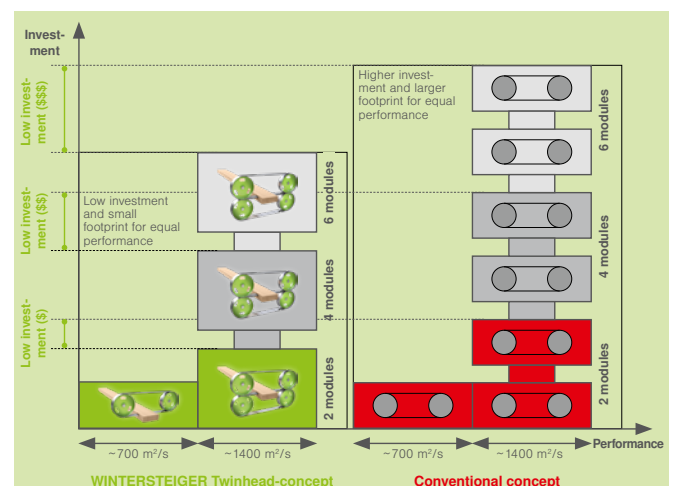 Invest-
ment
Low invest-
ment ($$$)
Low invest-
ment ($$)
Low invest-
ment ($)
Low investment
and small
footprint for equal
performance
6 modules
4 modules
2 modules
Higher invest-
ment and larger
footprint for equal
performance
6 modules
4 modules
2 modules
Performance
~700 m²/s
~1400 m²/s
~700 m²/s
~1400 m²/s
WINTERSTEIGER Twinhead-concept
Conventional concept